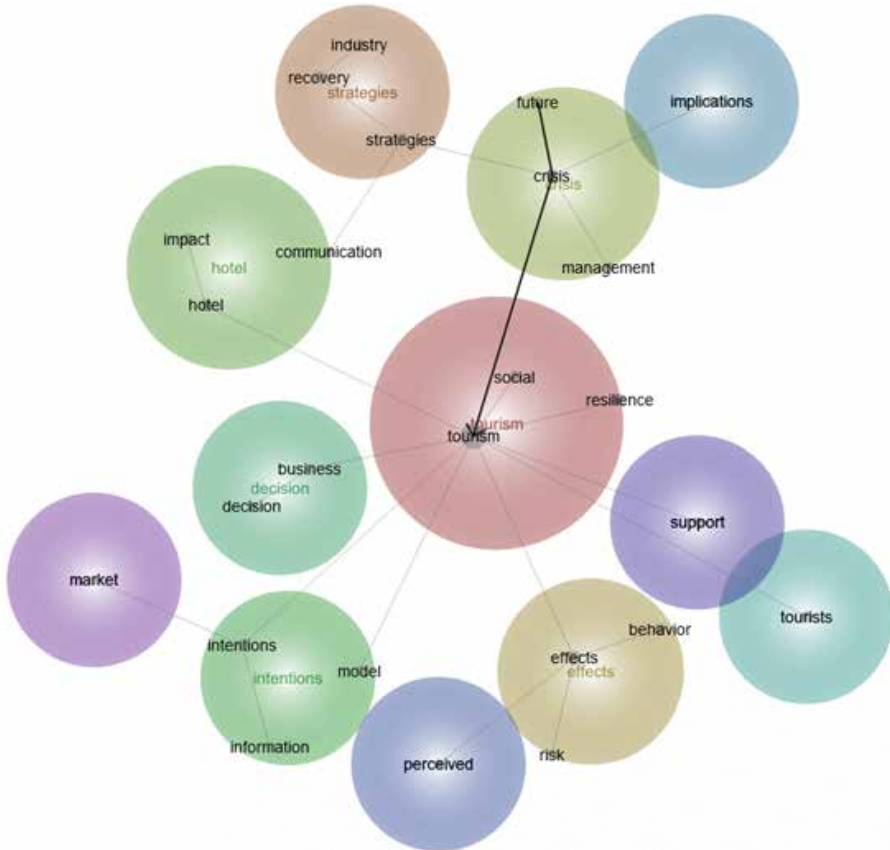 industry
recovery
strategies
strategies
future
implications
crisis
crisis
management
impact
communication
hotel
hotel
social
resilience
tourism
tourism
business
decision
decision
support
market
tourists
behavior
intentions
effects
effects
model
intentions
information
risk
perceived